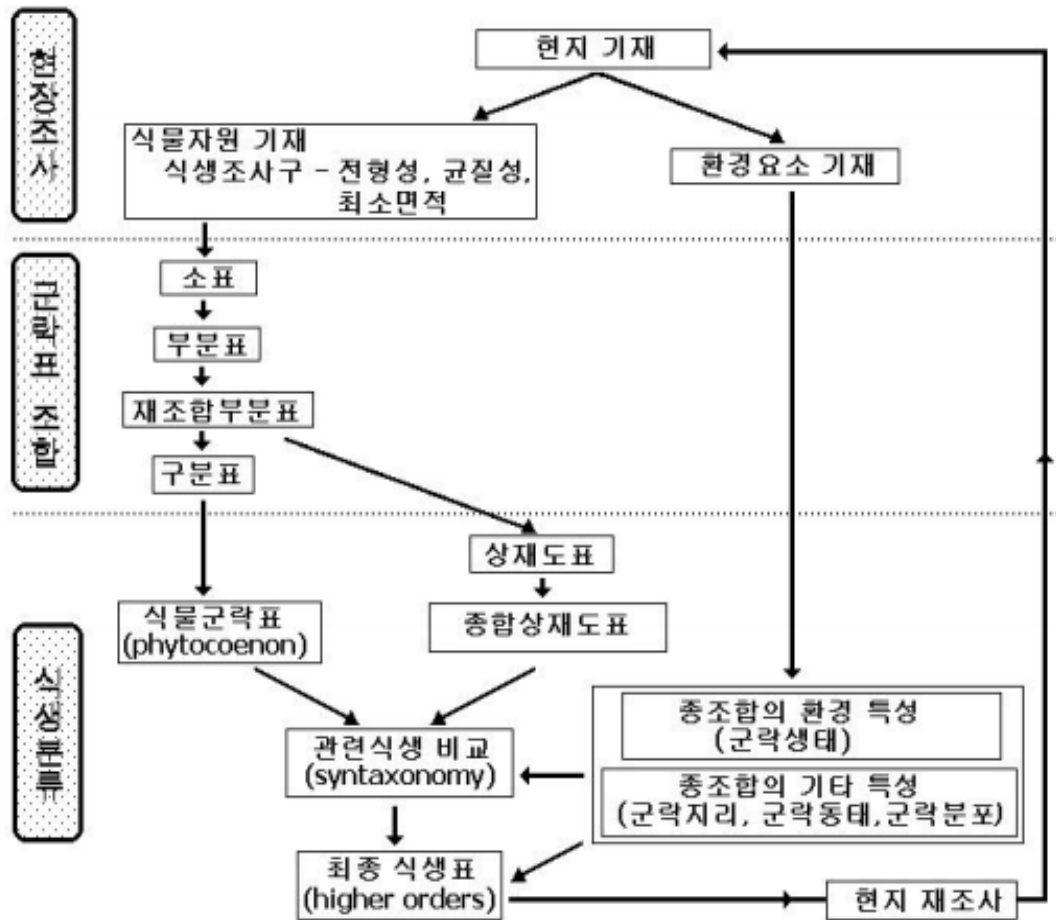 현장조사
현지 기재
식물자원 기재
식생조사구 - 전형성, 균질성,
최소면적
환경요소 기재
군락표 조합
소표
부분표
재조합부분표
구분표
식생분류
상재도표
식물군락표
(phytocoenon)
종합상재도표
종조합의 환경 특성
(군락생태)
관련식생 비교
(syntaxonomy)
종조합의 기타 특성
(군락지리, 군락동태,군락분포)
최종 식생표
(higher orders)
현지 재조사